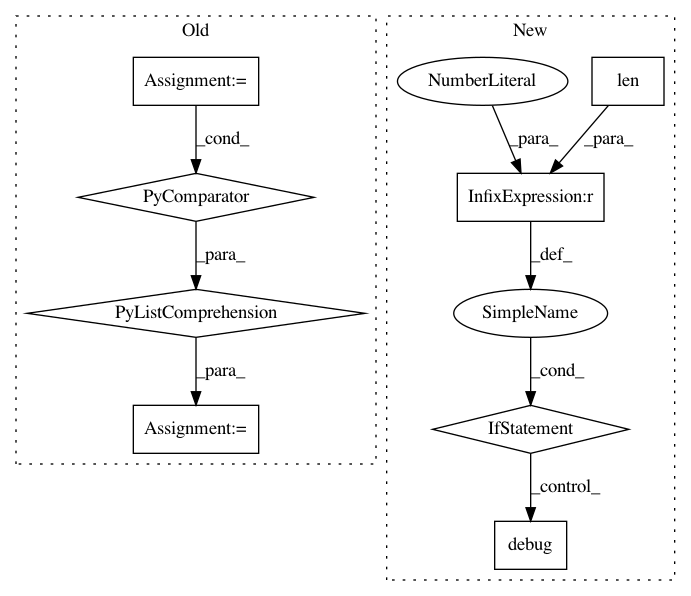 Old
New
Assignment:=
NumberLiteral
len
_cond_
_para_
_para_
PyComparator
InfixExpression:r
_para_
_def_
PyListComprehension
SimpleName
_para_
_cond_
Assignment:=
IfStatement
_control_
debug